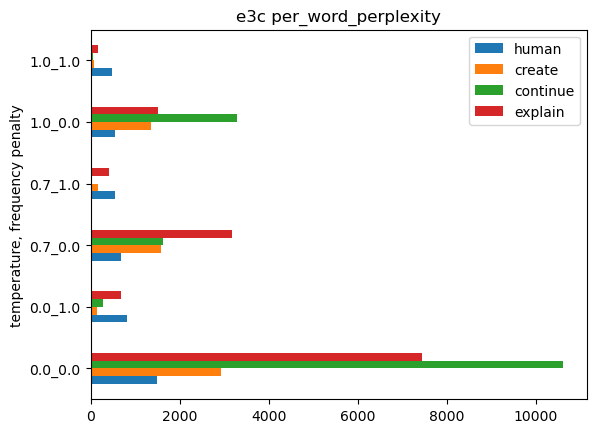 e3c per_word_perplexity
temperature, frequency penalty
1.0_1.0
1.0_0.0
0.7_1.0
0.7_0.0
0.0_1.0
0.0_0.0
0 2000 4000 6000 8000 10000
human
create
continue
explain